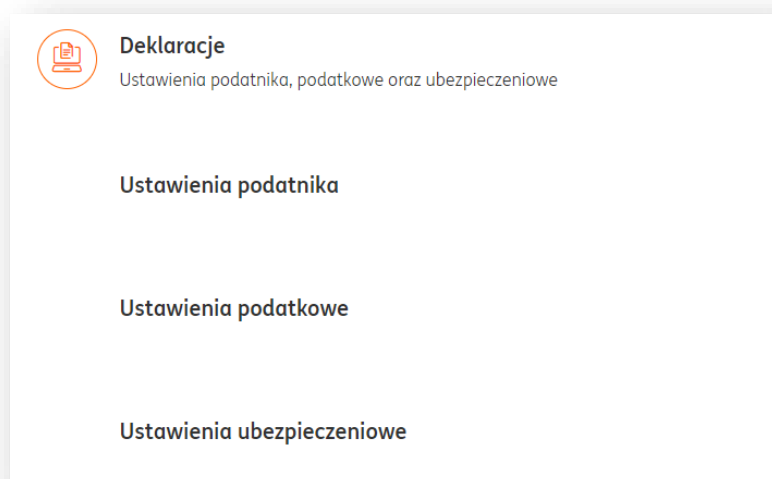 Deklaracje
Ustawienia podatnika, podatkowe oraz ubezpieczeniowe
Ustawienia podatnika
Ustawienia podatkowe
Ustawienia ubezpieczeniowe